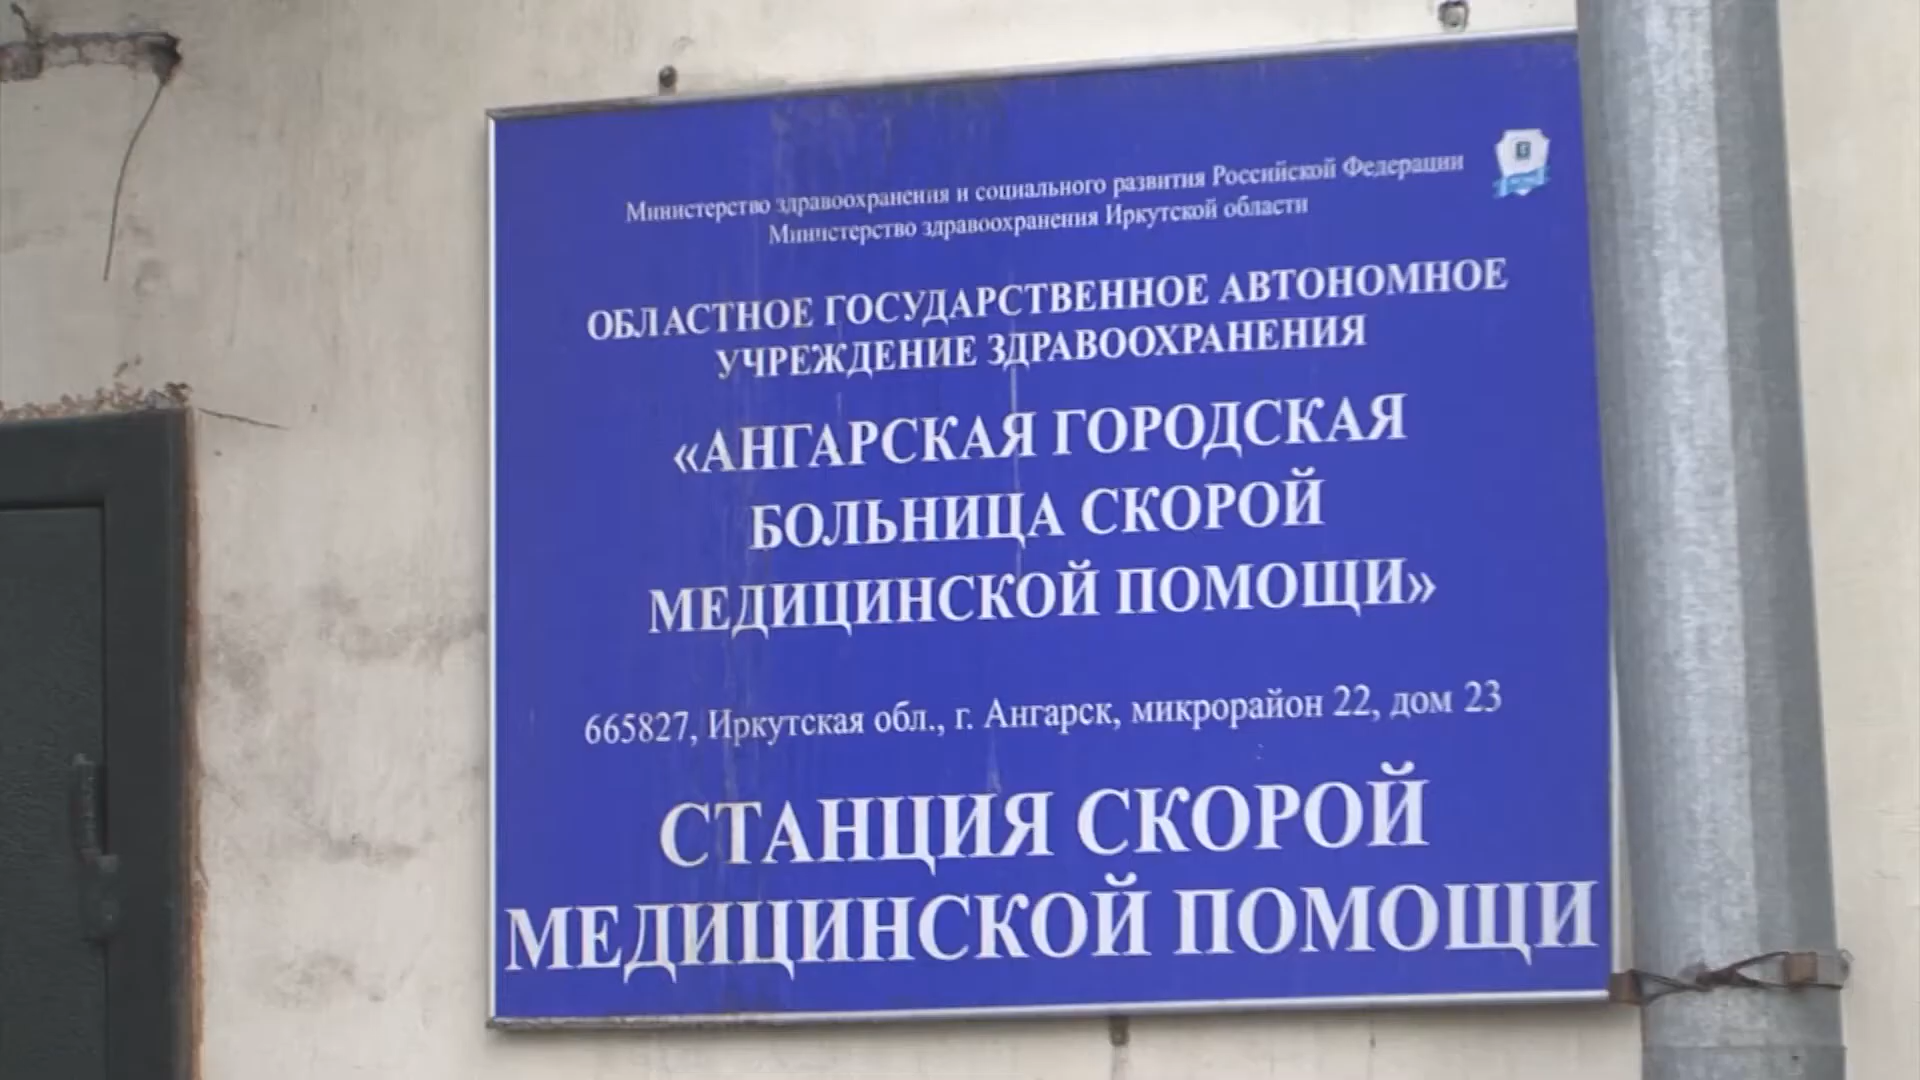 Министерство здравоохранения и социального развития Российской Федерации
Министерство здравоохранения Иркутской области
ОБЛАСТНОЕ ГОСУДАРСТВЕННОЕ АВТОНОМНОЕ
УЧРЕЖДЕНИЕ ЗДРАВООХРАНЕНИЯ
«АНГАРСКАЯ ГОРОДСКАЯ
БОЛЬНИЦА СКОРОЙ
МЕДИЦИНСКОЙ ПОМОЩИ»
665827, Иркутская обл., г. Ангарск, микрорайон 22, дом 23
СТАНЦИЯ СКОРОЙ
МЕДИЦИНСКОЙ ПОМОЩИ